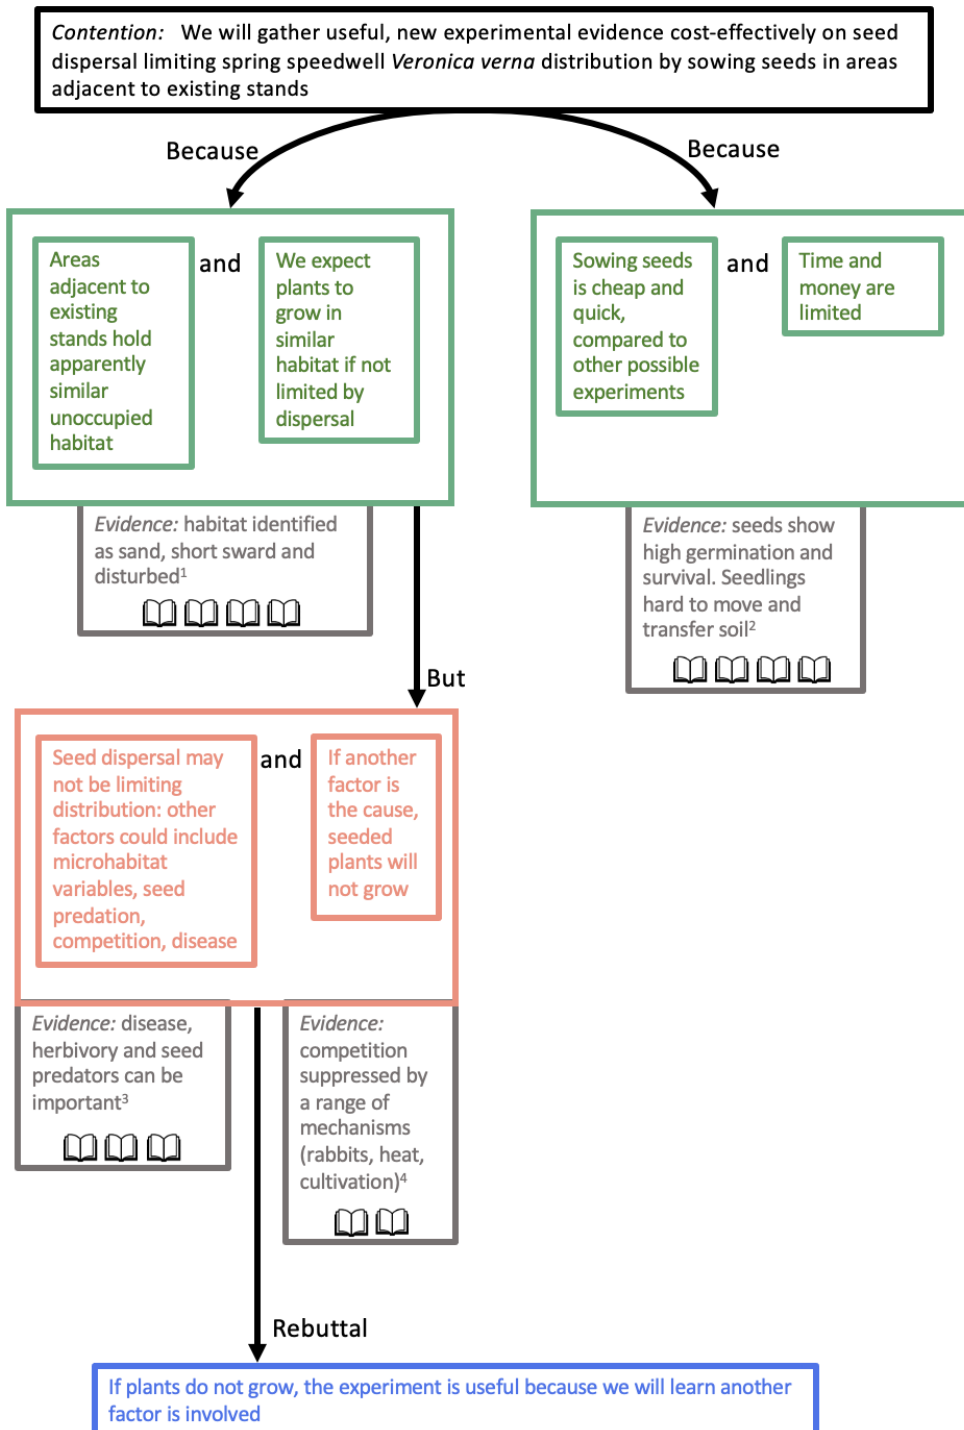 Contention: We will gather useful, new experimental evidence cost-effectively on seed
dispersal limiting spring speedwell Veronica verna distribution by sowing seeds in areas
adjacent to existing stands
Because
Because
Areas
adjacent to
existing
stands hold
apparently
similar
unoccupied
habitat
and
We expect
plants to
grow in
similar
habitat if not
limited by
dispersal
Sowing seeds
is cheap and
quick,
compared to
other possible
experiments
and
Time and
money are
limited
Evidence: habitat identified
as sand, short sward and
disturbed¹
Evidence: seeds show
high germination and
survival. Seedlings
hard to move and
transfer soil²
But
Seed dispersal may
not be limiting
distribution: other
factors could include
microhabitat
variables, seed
predation,
competition, disease
and
If another
factor is
the cause,
seeded
plants will
not grow
Evidence: disease,
herbivory and seed
predators can be
important³
Evidence:
competition
suppressed by
a range of
mechanisms
(rabbits, heat,
cultivation)⁴
Rebuttal
If plants do not grow, the experiment is useful because we will learn another
factor is involved